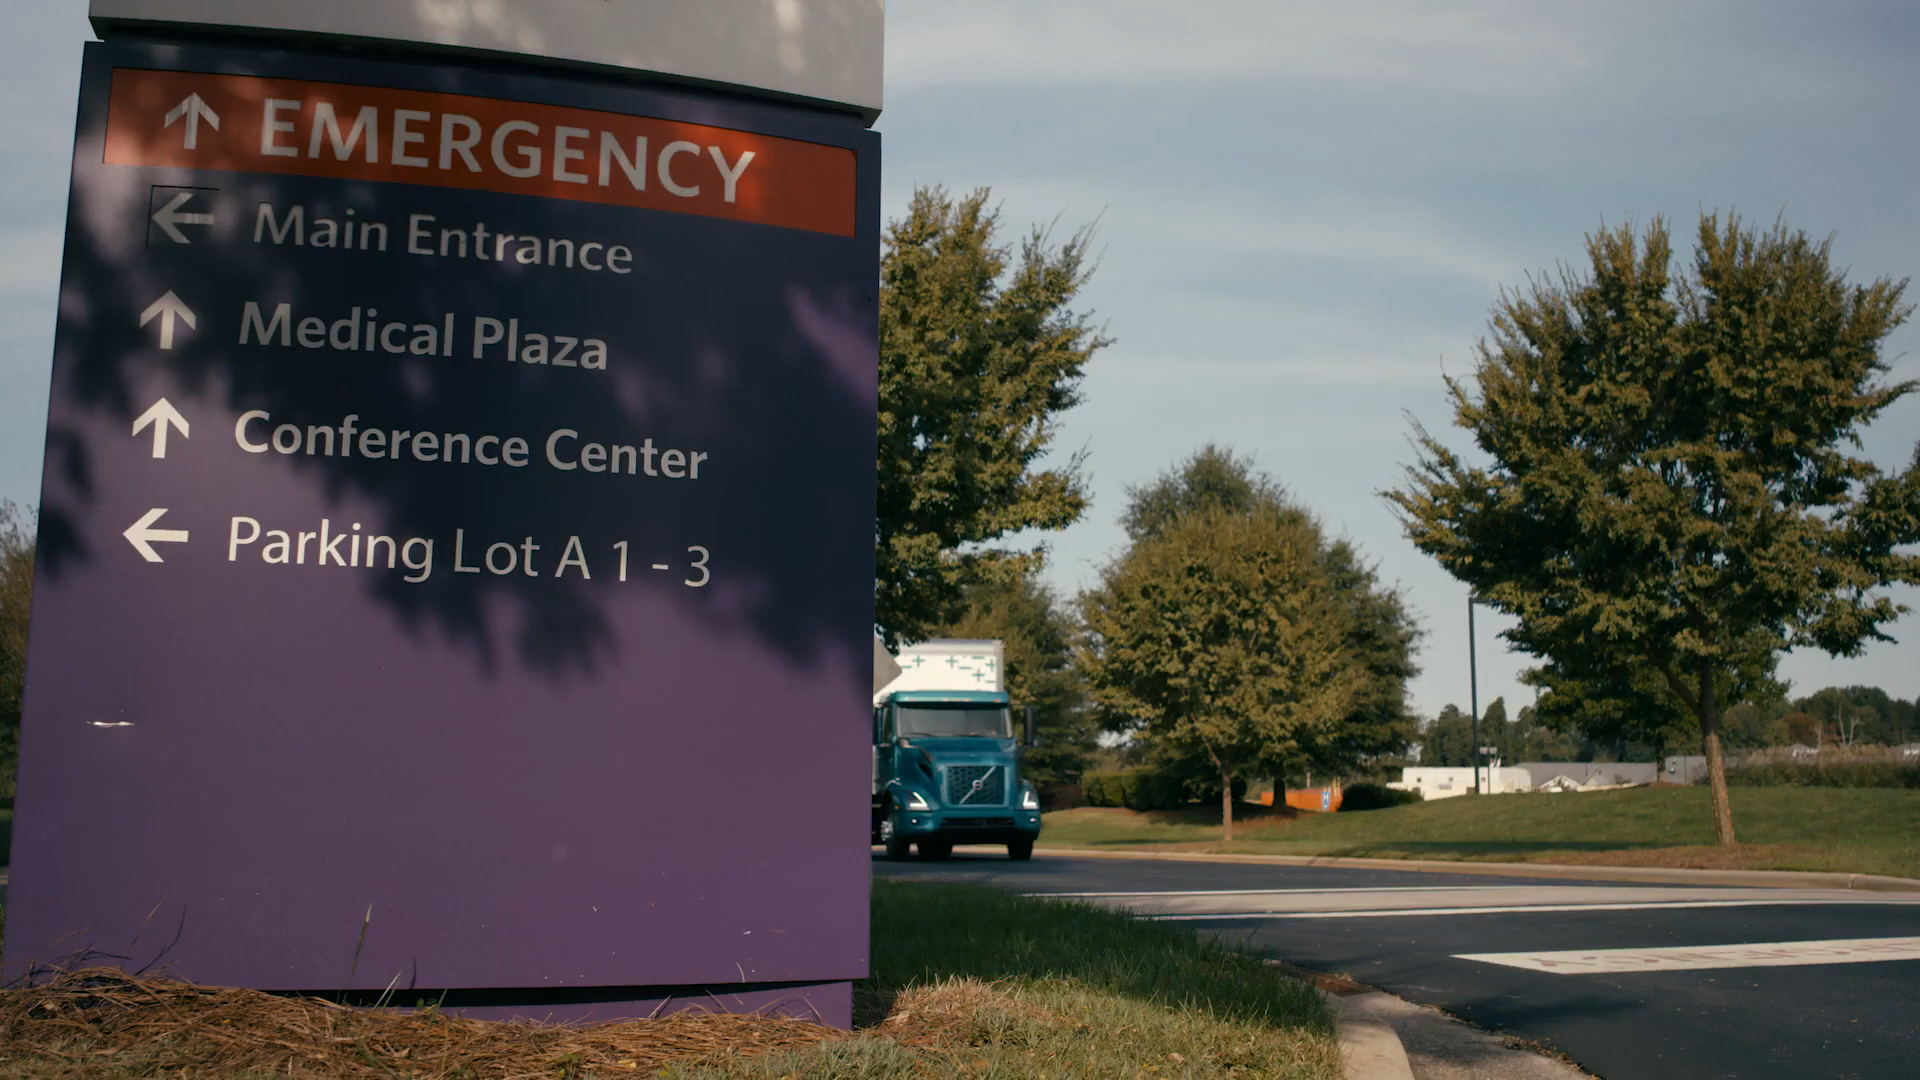 EMERGENCY
Main Entrance
Medical Plaza
Conference Center
Parking Lot A 1 - 3